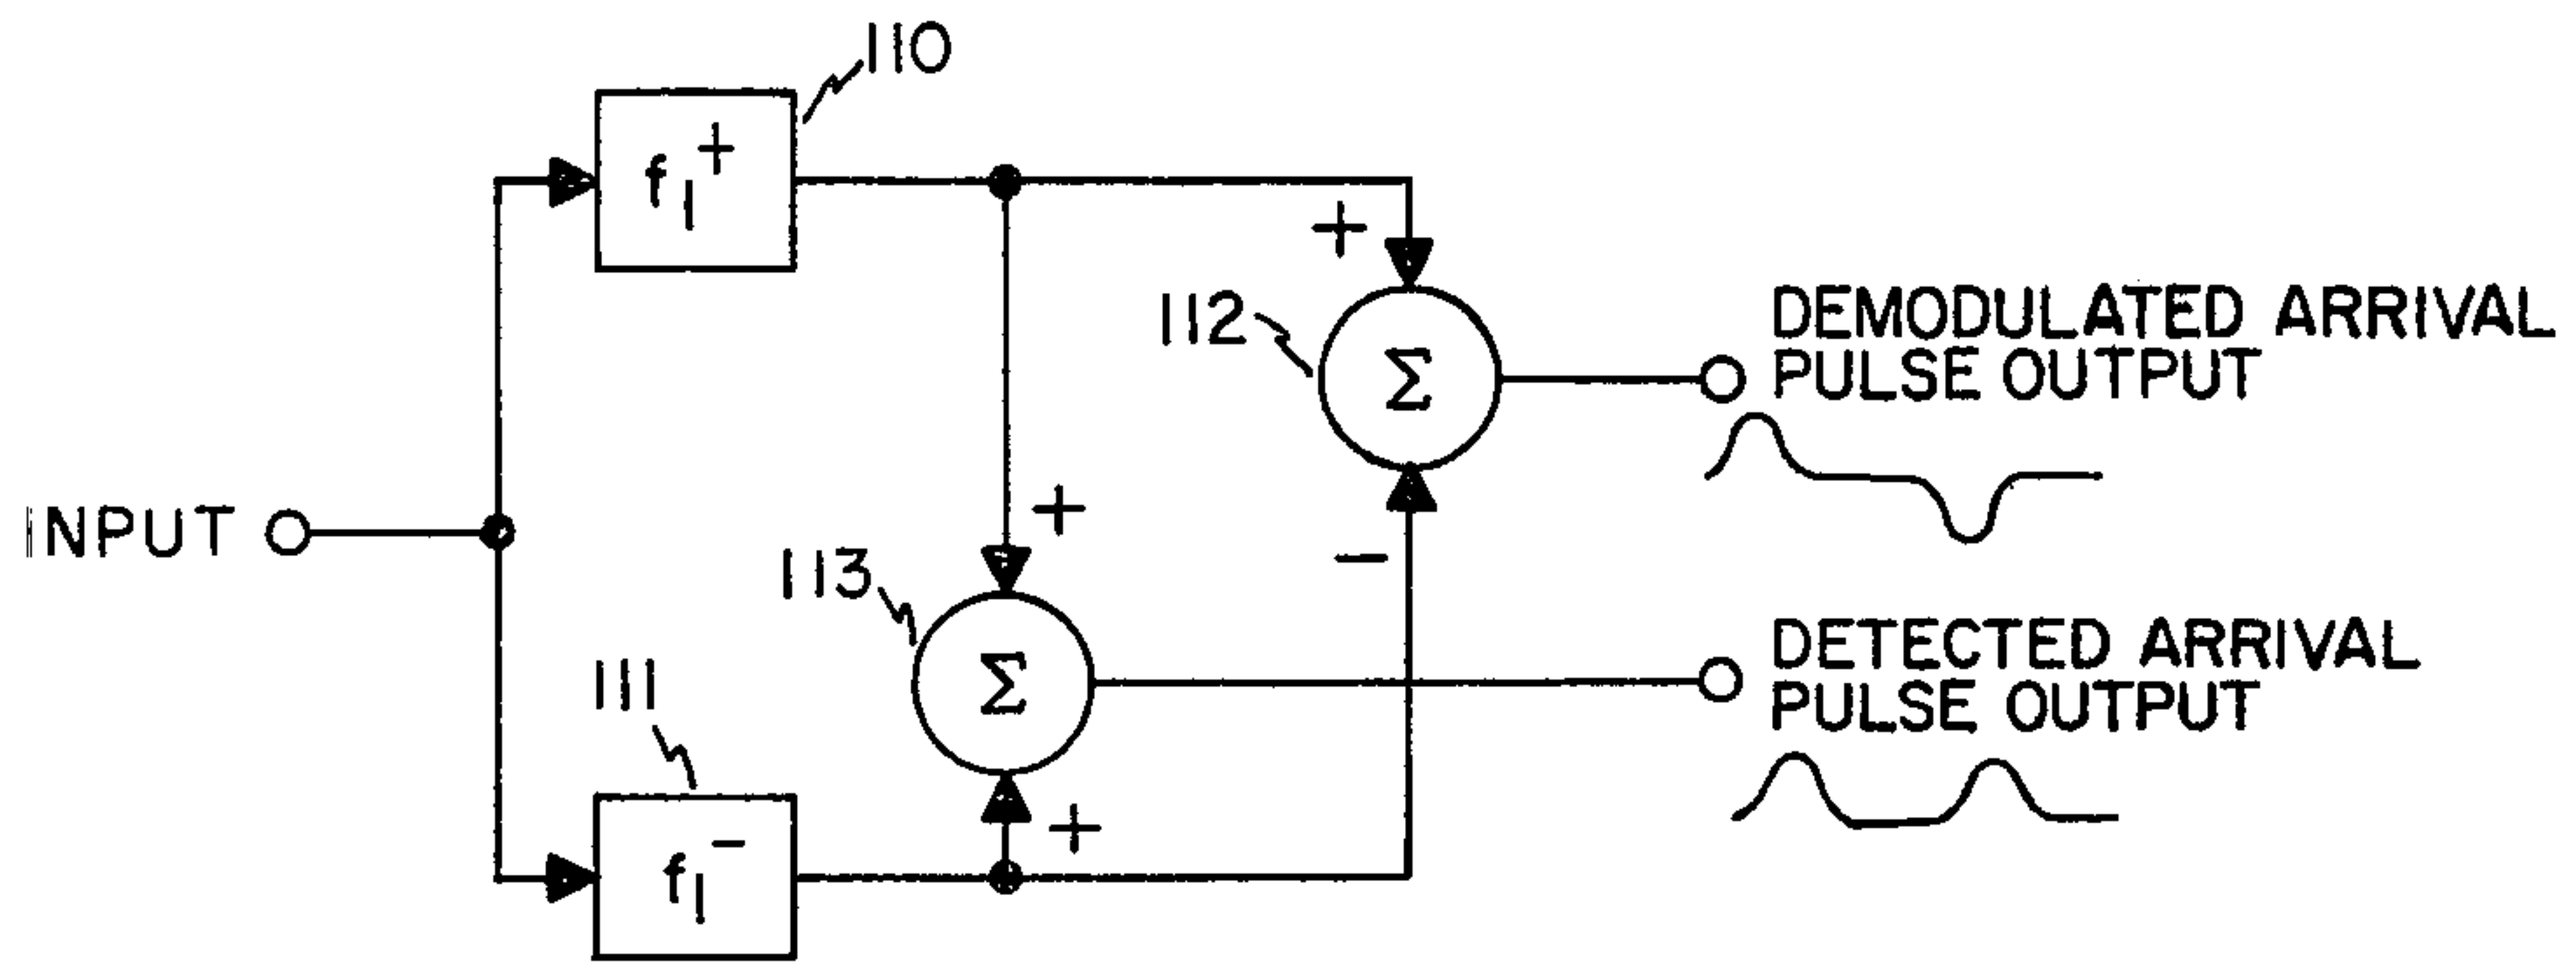 110
f₁⁺
+
112
Σ
DEMODULATED ARRIVAL
PULSE OUTPUT
INPUT
+
−
113
Σ
DETECTED ARRIVAL
PULSE OUTPUT
111
+
f₁⁻